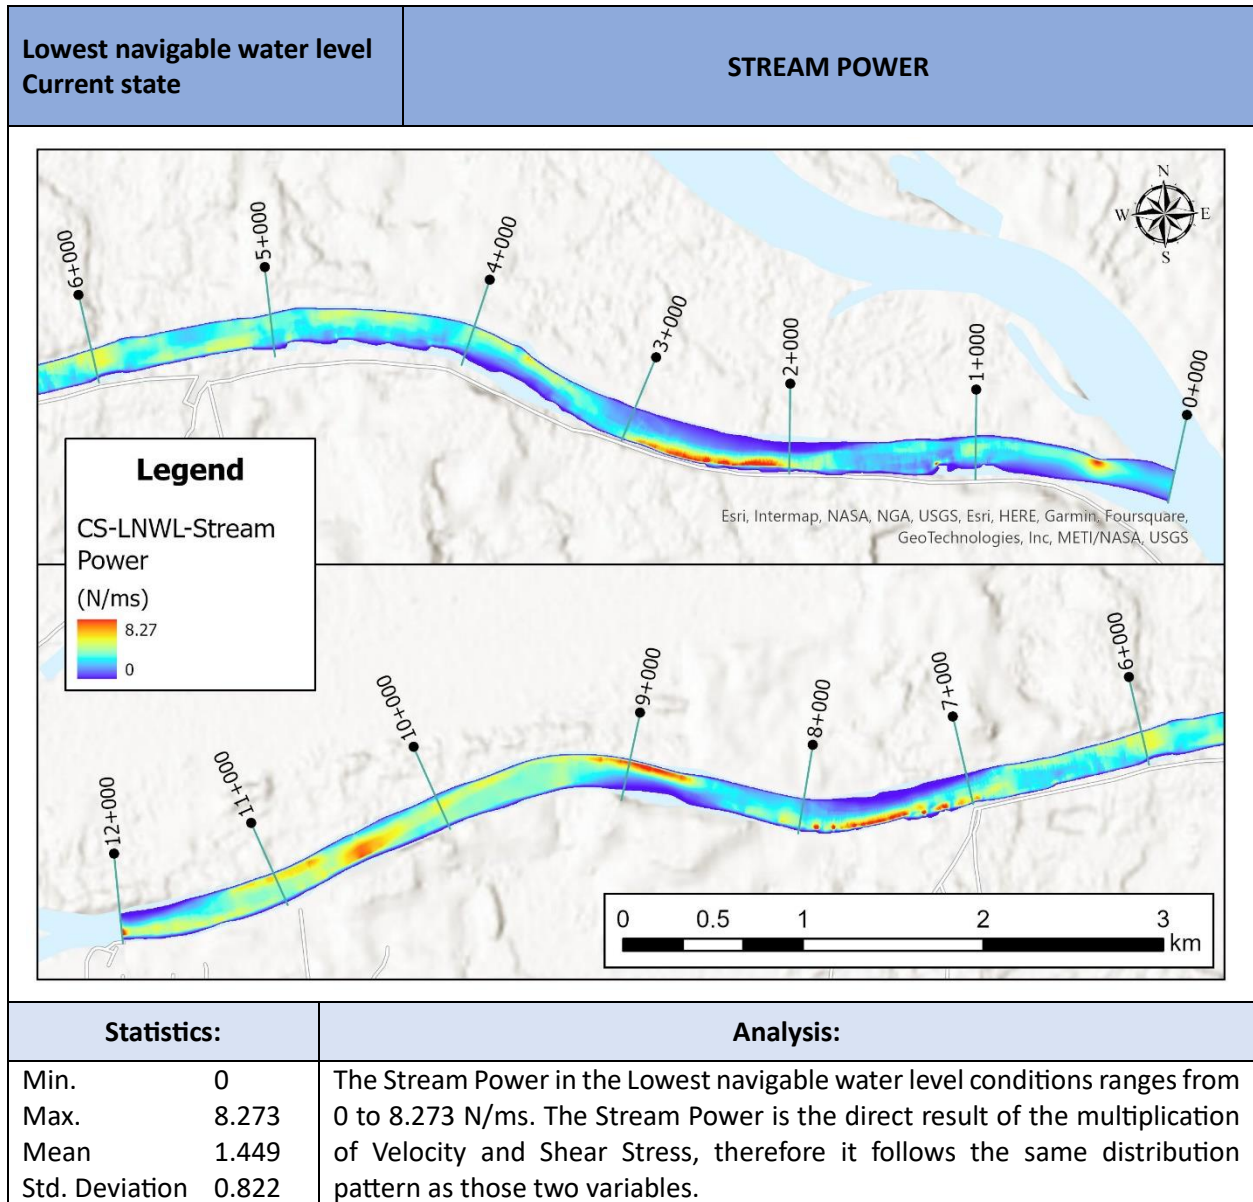 Lowest navigable water level
Current state
STREAM POWER
N
W E
S
6+000
5+000
4+000
3+000
2+000
1+000
0+000
Esri, Intermap, NASA, NGA, USGS, Esri, HERE, Garmin, Foursquare,
GeoTechnologies, Inc, METI/NASA, USGS
Legend
CS-LNWL-Stream
Power
(N/ms)
8.27
0
12+000
11+000
10+000
9+000
8+000
7+000
6+000
0 0.5 1 2 3
km
Statistics:
Min. 0
Max. 8.273
Mean 1.449
Std. Deviation 0.822
Analysis:
The Stream Power in the Lowest navigable water level conditions ranges from
0 to 8.273 N/ms. The Stream Power is the direct result of the multiplication
of Velocity and Shear Stress, therefore it follows the same distribution
pattern as those two variables.